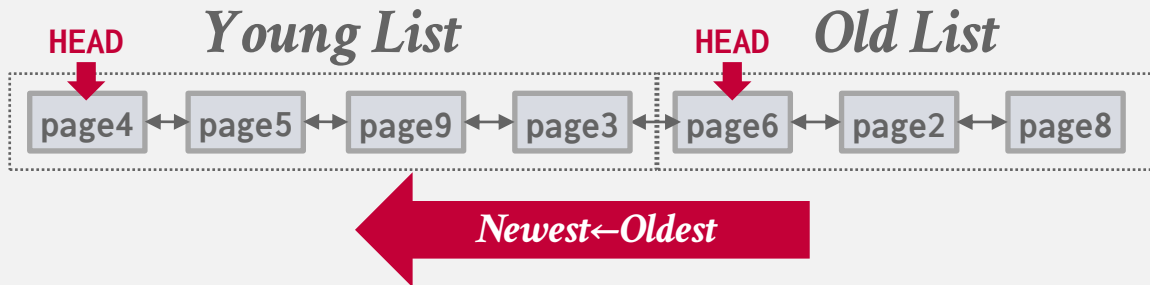 Young List
Old List
HEAD
HEAD
page4
page5
page9
page3
page6
page2
page8
Newest←Oldest